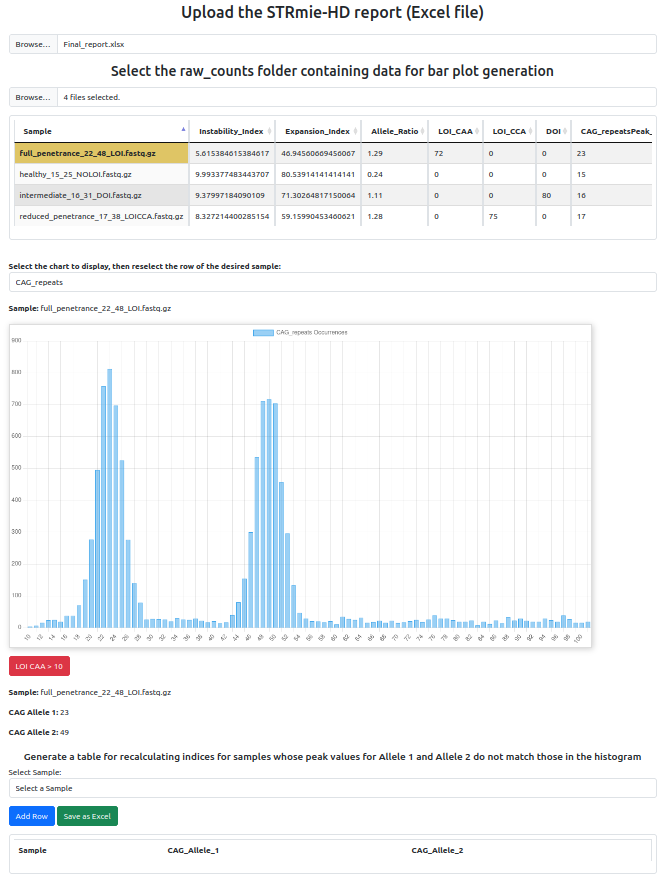 Upload the STRmie-HD report (Excel file)
Browse... Final_report.xlsx
Select the raw_counts folder containing data for bar plot generation
Browse... 4 files selected.
Sample Instability_Index Expansion_Index Allele_Ratio LOI_CAA LOI_CCA DOI CAG_repeatsPeak_
full_penetrance_22_48_LOI.fastq.gz 5.615384615384617 46.94560669456067 1.29 72 0 0 23
healthy_15_25_NOLOI.fastq.gz 9.993377483443707 80.53914141414141 0.24 0 0 0 15
intermediate_16_31_DOI.fastq.gz 9.37997184090109 71.30264817150064 1.11 0 0 80 16
reduced_penetrance_17_38_LOICCA.fastq.gz 8.327214400285154 59.15990453460621 1.28 0 75 0 17
Select the chart to display, then reselect the row of the desired sample:
CAG_repeats
Sample: full_penetrance_22_48_LOI.fastq.gz
CAG_repeats Occurrences
900
800
700
600
500
400
300
200
100
0
10 12 14 16 18 20 22 24 26 28 30 32 34 36 38 40 42 44 46 48 50 52 54 56 58 60 62 64 66 68 70 72 74 76 78 80 82 84 86 88 90 92 94 96 98 100
LOI CAA > 10
Sample: full_penetrance_22_48_LOI.fastq.gz
CAG Allele 1: 23
CAG Allele 2: 49
Generate a table for recalculating indices for samples whose peak values for Allele 1 and Allele 2 do not match those in the histogram
Select Sample:
Select a Sample
Add Row Save as Excel
Sample CAG_Allele_1 CAG_Allele_2